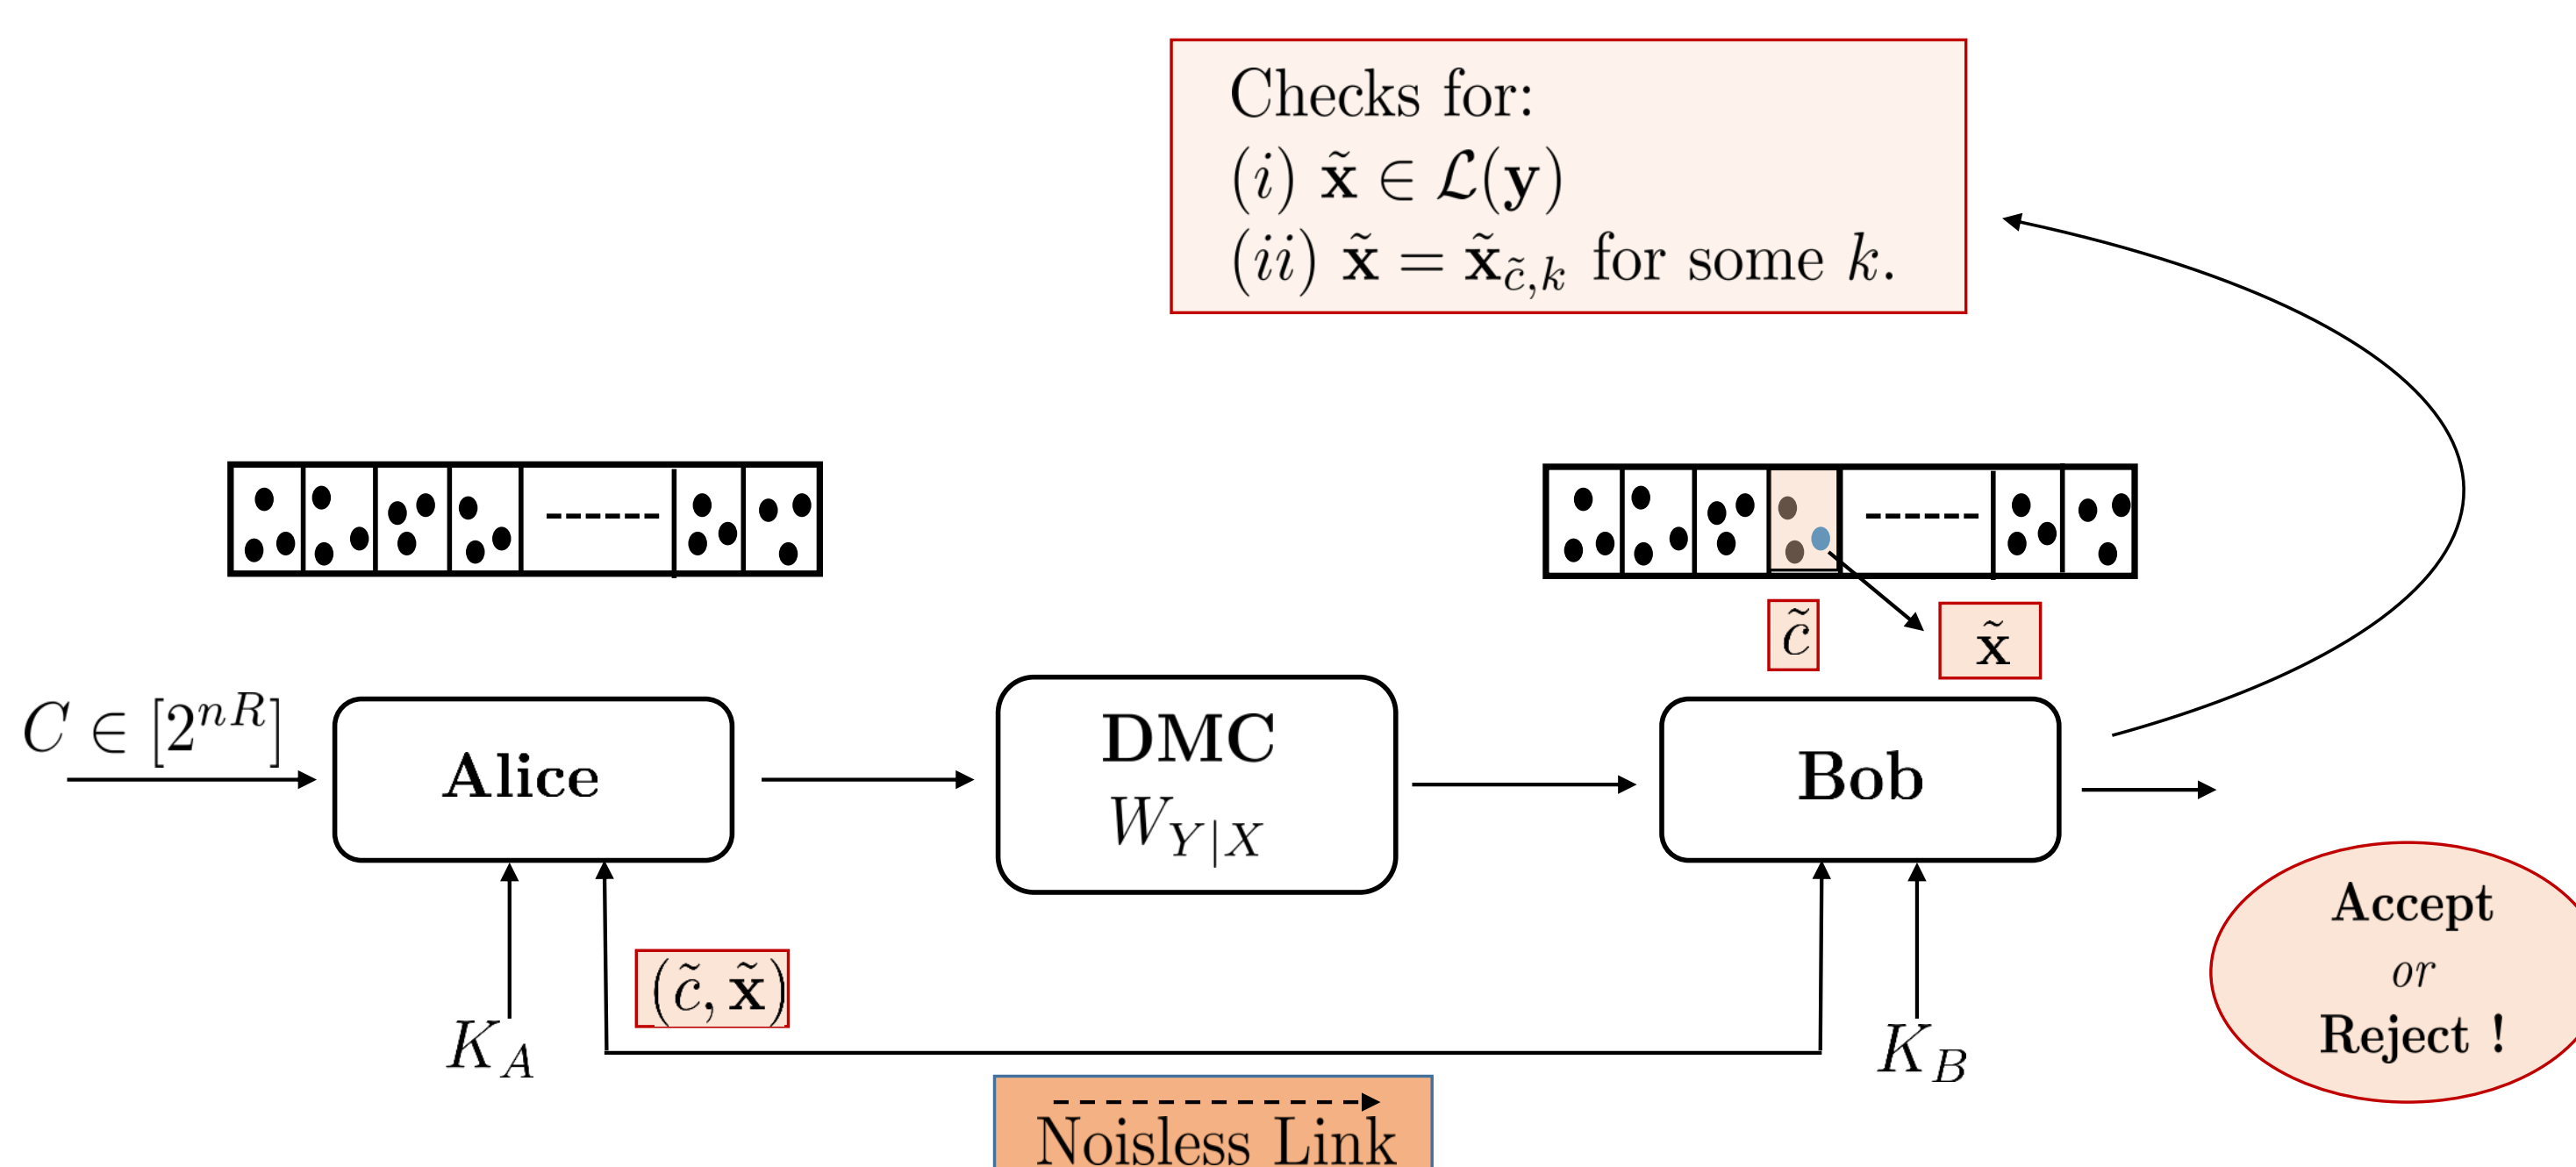 Checks for:
(i) x̃ ∈ 𝓛(y)
(ii) x̃ = x̃_{c̃,k} for some k.
c̃
x̃
C ∈ [2^{nR}]
Alice
DMC
W_{Y|X}
Bob
(c̃, x̃)
K_A
K_B
Accept
or
Reject !
Noisless Link